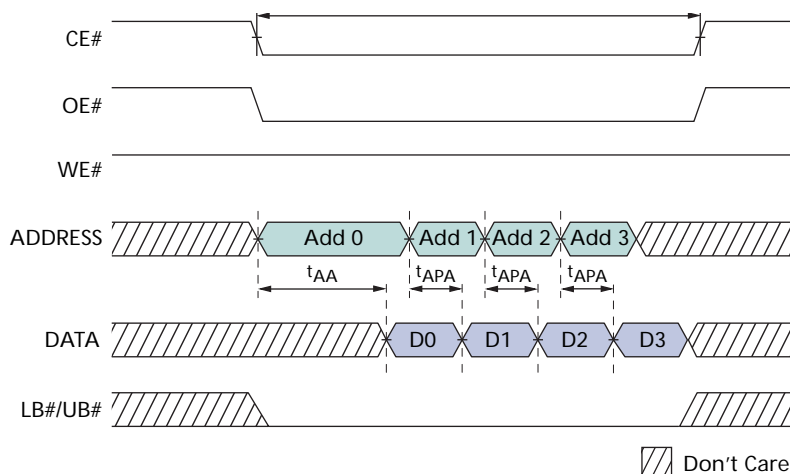 CE#
OE#
WE#
ADDRESS Add 0 Add 1 Add 2 Add 3
tAA tAPA tAPA tAPA
DATA D0 D1 D2 D3
LB#/UB#
Don't Care